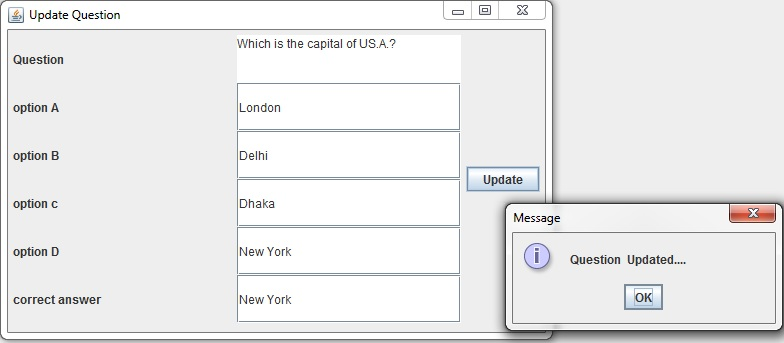 Update Question
Question
Which is the capital of US.A.?
option A
London
option B
Delhi
option c
Dhaka
option D
New York
correct answer
New York
Update
Message
i
Question Updated....
OK